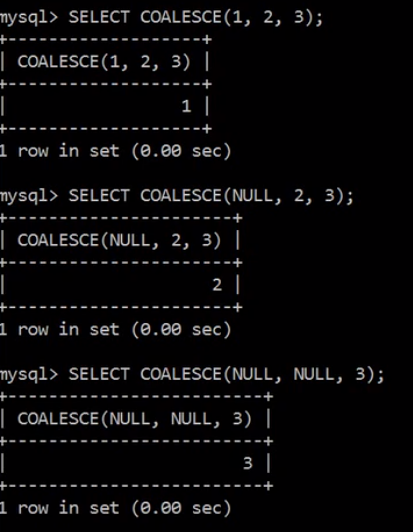 mysql> SELECT COALESCE(1, 2, 3);
+-------------------+
| COALESCE(1, 2, 3) |
+-------------------+
|                 1 |
+-------------------+
1 row in set (0.00 sec)
mysql> SELECT COALESCE(NULL, 2, 3);
+----------------------+
| COALESCE(NULL, 2, 3) |
+----------------------+
|                    2 |
+----------------------+
1 row in set (0.00 sec)
mysql> SELECT COALESCE(NULL, NULL, 3);
+-------------------------+
| COALESCE(NULL, NULL, 3) |
+-------------------------+
|                       3 |
+-------------------------+
1 row in set (0.00 sec)